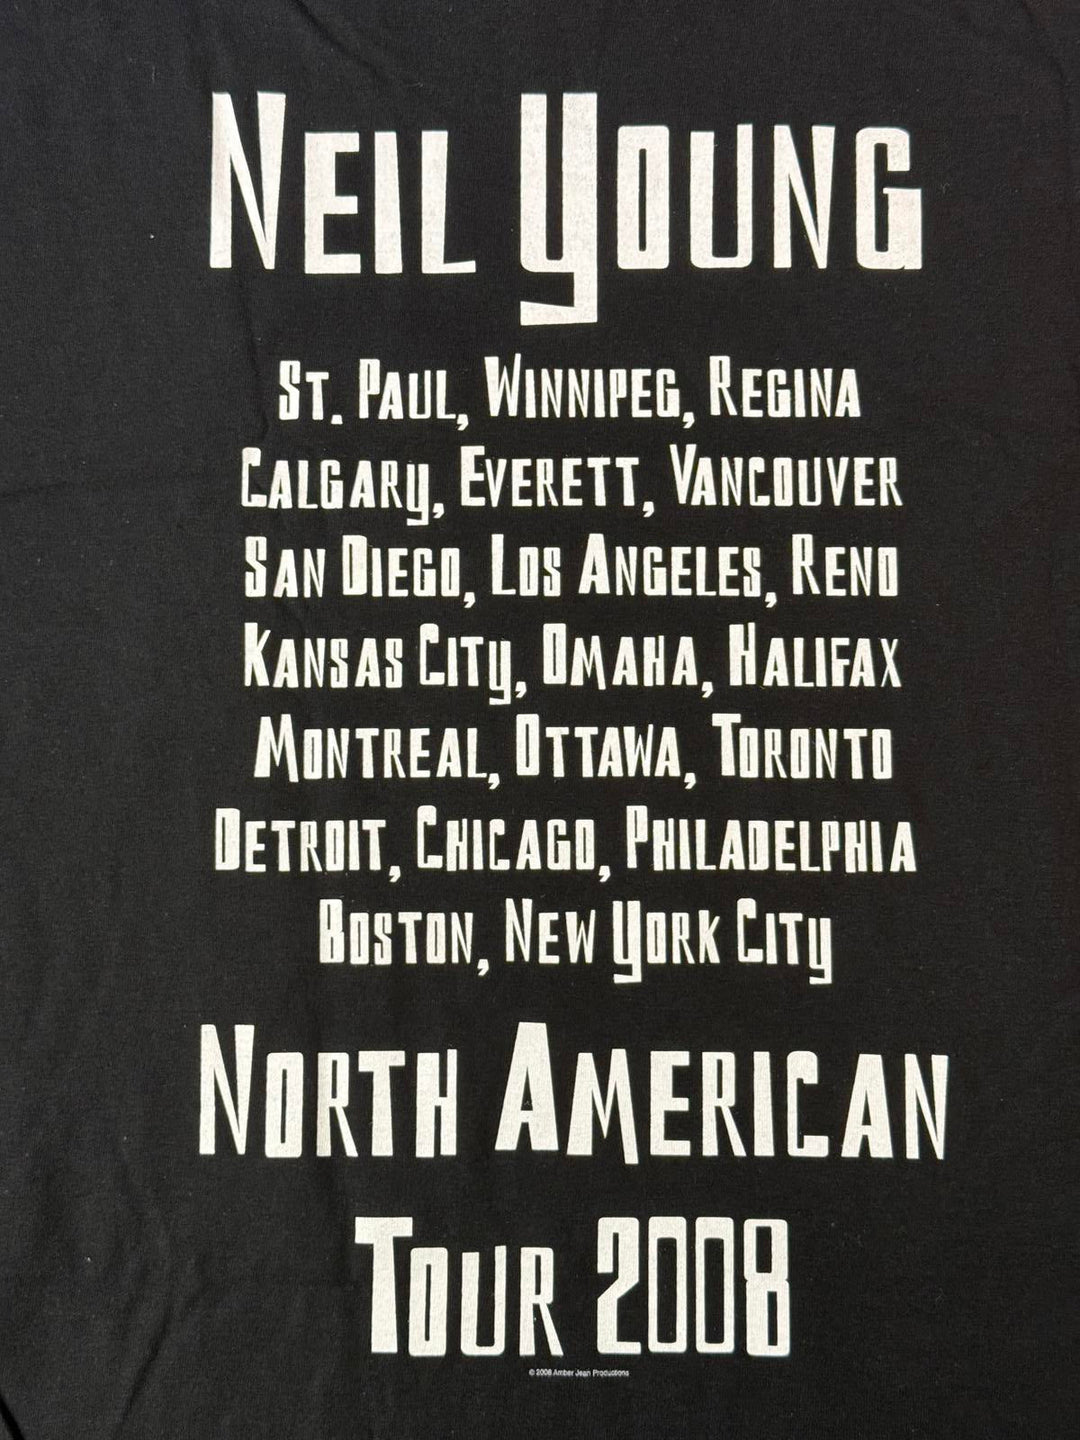 NEIL YOUNG
ST. PAUL, WINNIPEG, REGINA
CALGARY, EVERETT, VANCOUVER
SAN DIEGO, LOS ANGELES, RENO
KANSAS CITY, OMAHA, HALIFAX
MONTREAL, OTTAWA, TORONTO
DETROIT, CHICAGO, PHILADELPHIA
BOSTON, NEW YORK CITY
NORTH AMERICAN
TOUR 2008
© 2008 Amber Jean Productions